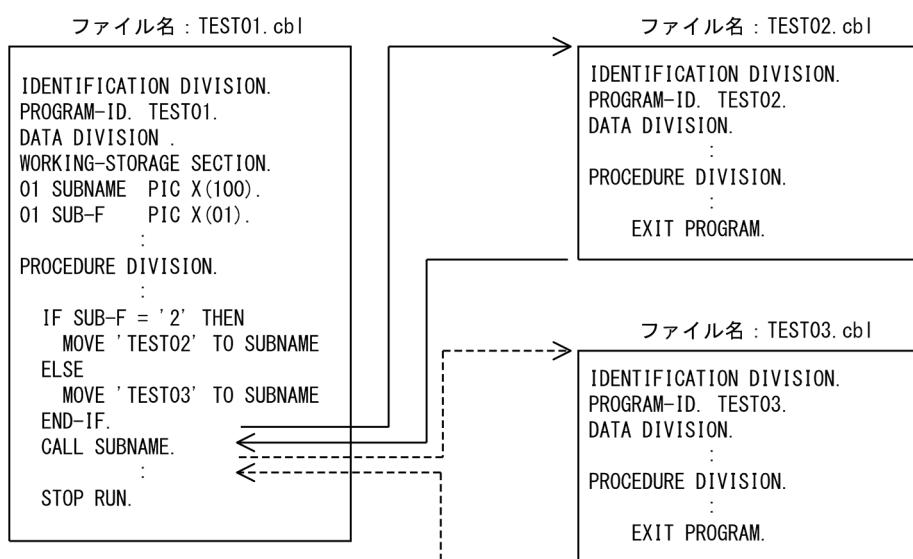 ファイル名：TEST01.cbl
IDENTIFICATION DIVISION.
PROGRAM-ID. TEST01.
DATA DIVISION .
WORKING-STORAGE SECTION.
01 SUBNAME  PIC X(100).
01 SUB-F    PIC X(01).
:
PROCEDURE DIVISION.
:
IF SUB-F = '2' THEN
MOVE 'TEST02' TO SUBNAME
ELSE
MOVE 'TEST03' TO SUBNAME
END-IF.
CALL SUBNAME.
:
STOP RUN.
ファイル名：TEST02.cbl
IDENTIFICATION DIVISION.
PROGRAM-ID. TEST02.
DATA DIVISION.
:
PROCEDURE DIVISION.
:
EXIT PROGRAM.
ファイル名：TEST03.cbl
IDENTIFICATION DIVISION.
PROGRAM-ID. TEST03.
DATA DIVISION.
:
PROCEDURE DIVISION.
:
EXIT PROGRAM.